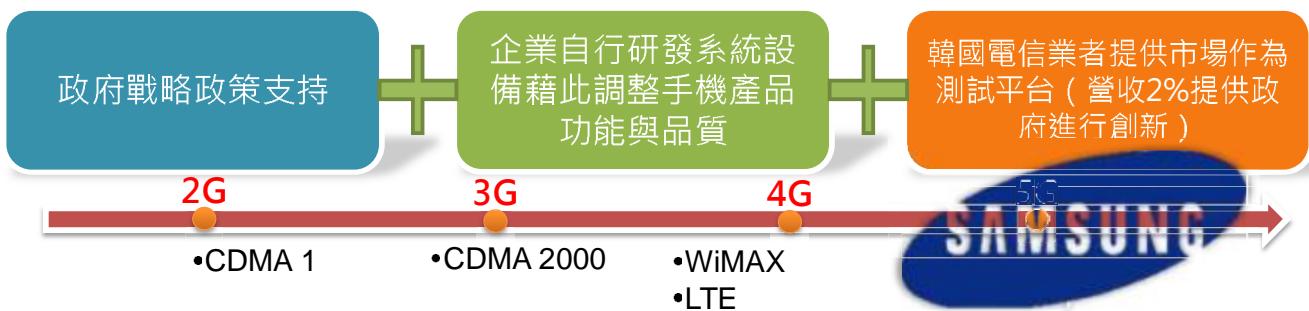 政府戰略政策支持
企業自行研發系統設
備藉此調整手機產品
功能與品質
韓國電信業者提供市場作為
測試平台（營收2%提供政
府進行創新）
2G
3G
4G
5G
SAMSUNG
•CDMA 1
•CDMA 2000
•WiMAX
•LTE